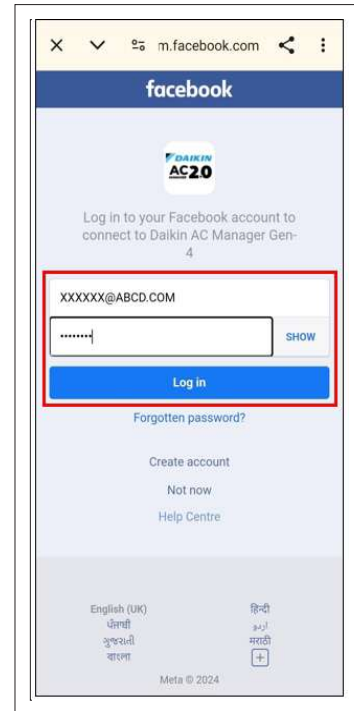 m.facebook.com
facebook
DAIKIN
AC 2.0
Log in to your Facebook account to
connect to Daikin AC Manager Gen-
4
XXXXXX@ABCD.COM
••••••••
SHOW
Log in
Forgotten password?
Create account
Not now
Help Centre
English (UK) हिन्दी
ਪੰਜਾਬੀ اردو
ગુજરાતી मराठी
বাংলা
Meta © 2024